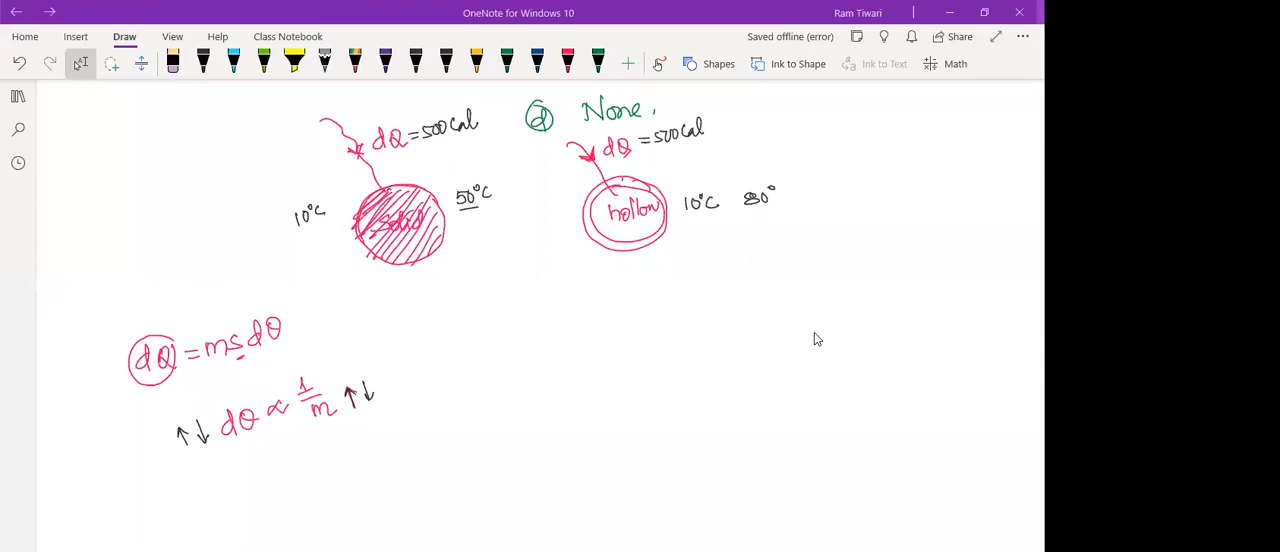 OneNote for Windows 10
Ram Tiwari
Home Insert Draw View Help Class Notebook
Saved offline (error) Share
Shapes Ink to Shape Ink to Text Math
ⓓ None.
dQ = 500 Cal
dQ = 500 Cal
10°C Solid 50°C
hollow 10°C 80°
dQ = msdθ
↑↓ dθ ∝ 1/m ↑↓